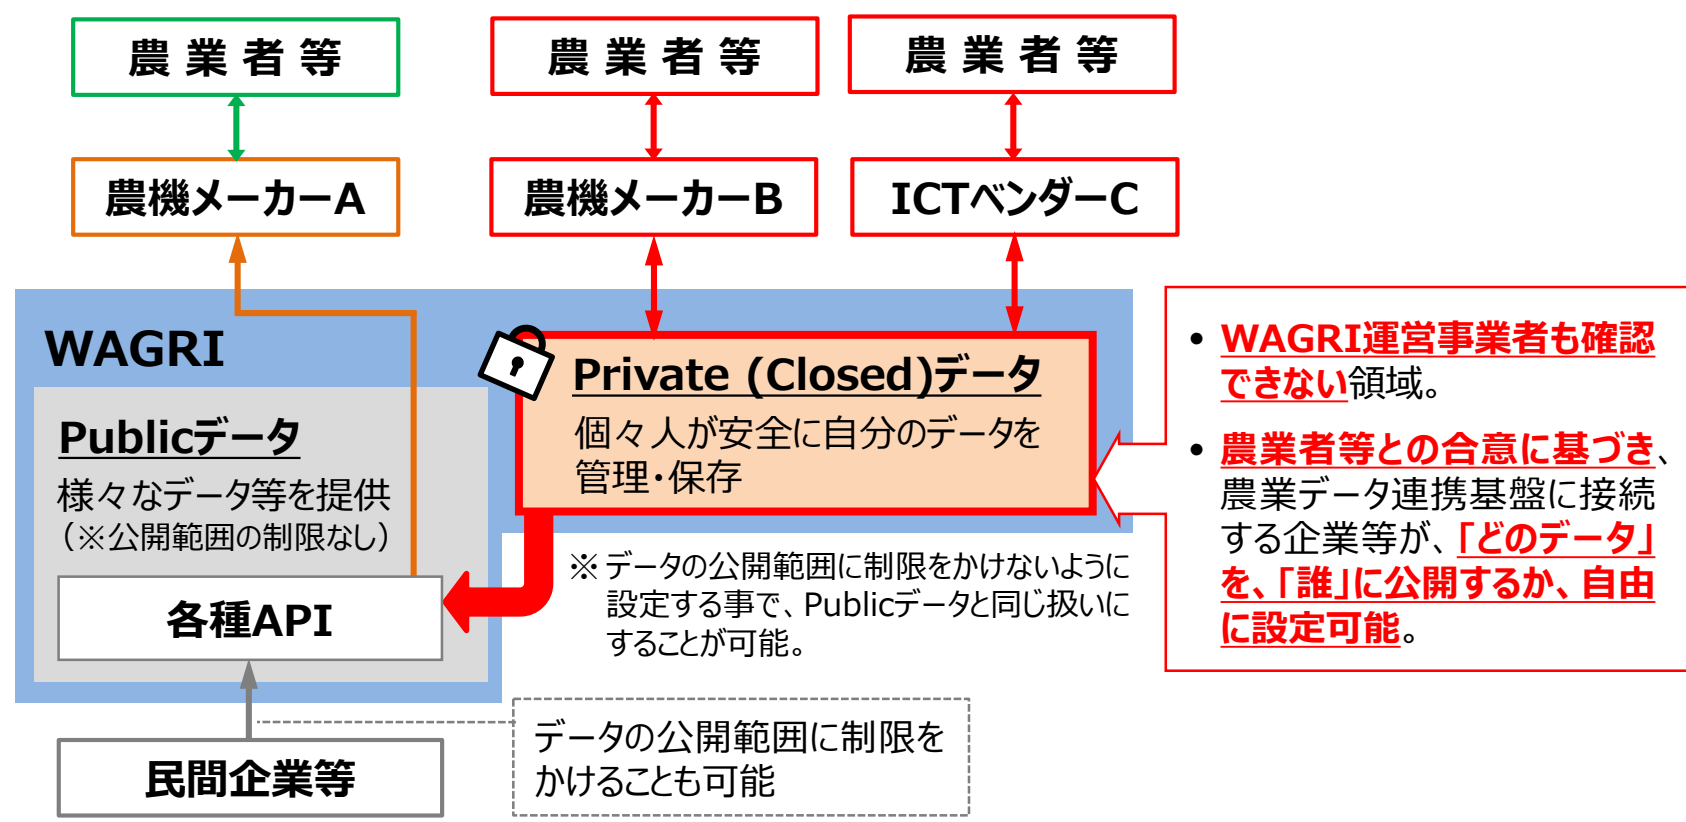 農業者等
農業者等
農業者等
農機メーカーA
農機メーカーB
ICTベンダーC
WAGRI
Publicデータ
様々なデータ等を提供
（※公開範囲の制限なし）
各種API
民間企業等
Private (Closed)データ
個々人が安全に自分のデータを
管理・保存
※データの公開範囲に制限をかけないように
設定する事で、Publicデータと同じ扱いに
することが可能。
データの公開範囲に制限を
かけることも可能
• WAGRI運営事業者も確認
できない領域。
• 農業者等との合意に基づき、
農業データ連携基盤に接続
する企業等が、「どのデータ」
を、「誰」に公開するか、自由
に設定可能。